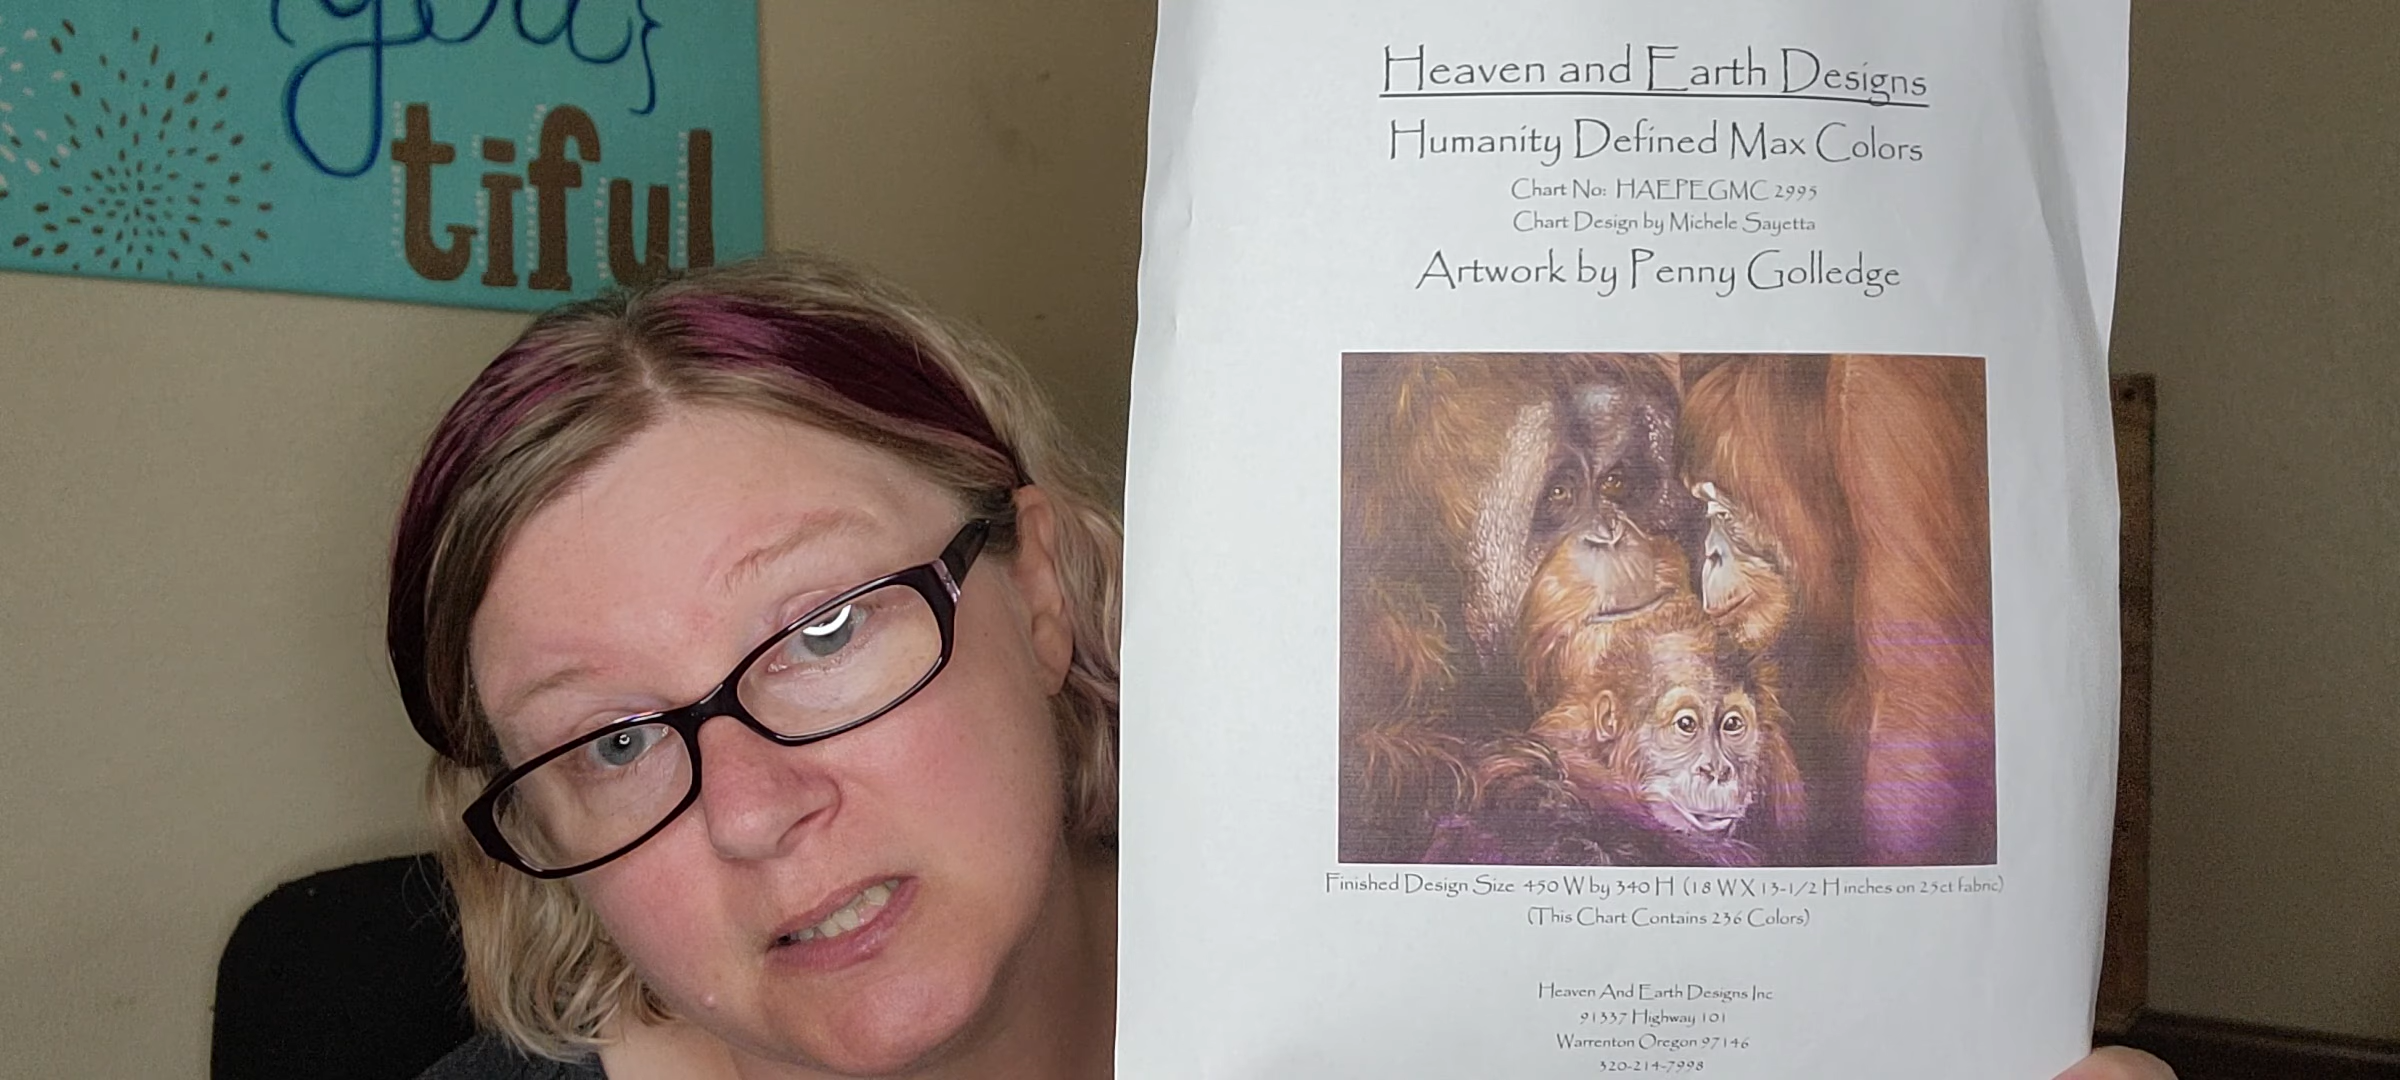 you}
tiful
Heaven and Earth Designs
Humanity Defined Max Colors
Chart No: HAEPEGMC 2995
Chart Design by Michele Sayetta
Artwork by Penny Golledge
Finished Design Size 450 W by 340 H (18 W X 13-1/2 H inches on 25ct fabric)
(This Chart Contains 236 Colors)
Heaven And Earth Designs Inc
91337 Highway 101
Warrenton Oregon 97146
320-214-7998